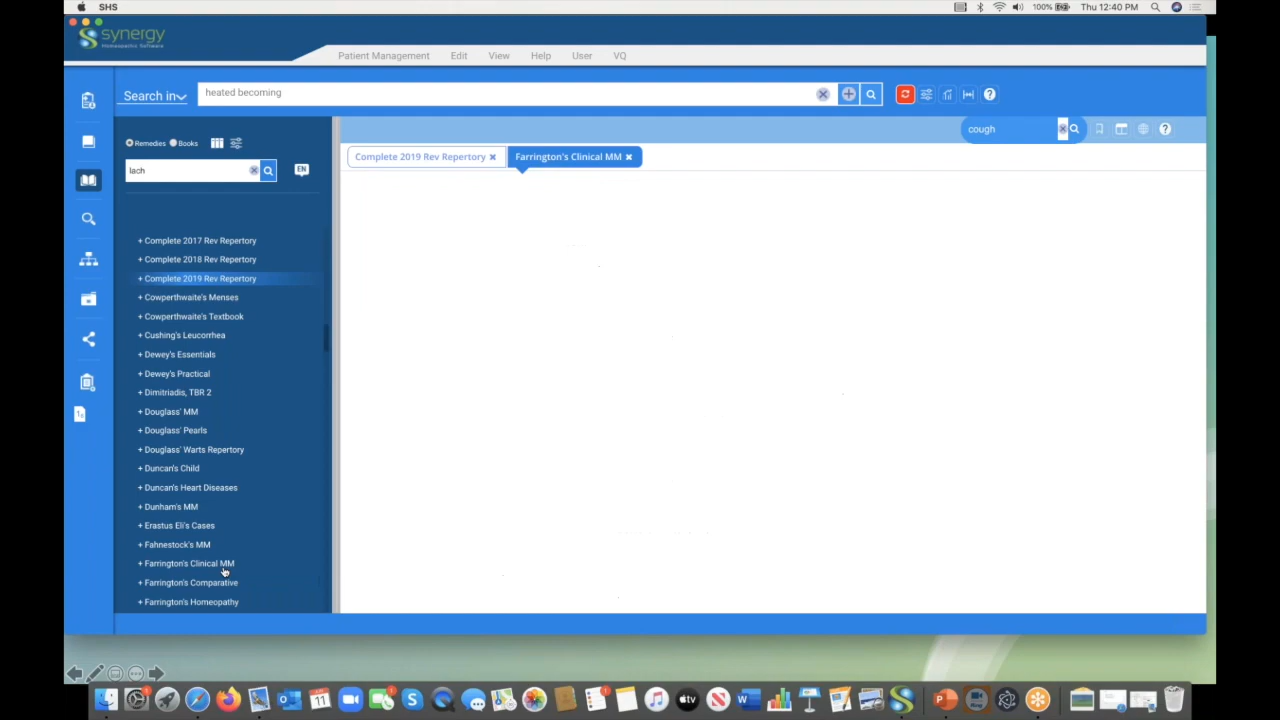 SHS
100%
Thu 12:40 PM
synergy
Homeopathic Software
Patient Management Edit View Help User VQ
Search in
heated becoming
Remedies Books
cough
lach
EN
Complete 2019 Rev Repertory × Farrington's Clinical MM ×
+ Complete 2017 Rev Repertory
+ Complete 2018 Rev Repertory
+ Complete 2019 Rev Repertory
+ Cowperthwaite's Menses
+ Cowperthwaite's Textbook
+ Cushing's Leucorrhea
+ Dewey's Essentials
+ Dewey's Practical
+ Dimitriadis, TBR 2
+ Douglass' MM
+ Douglass' Pearls
+ Douglass' Warts Repertory
+ Duncan's Child
+ Duncan's Heart Diseases
+ Dunham's MM
+ Erastus Eli's Cases
+ Fahnestock's MM
+ Farrington's Clinical MM
+ Farrington's Comparative
+ Farrington's Homeopathy